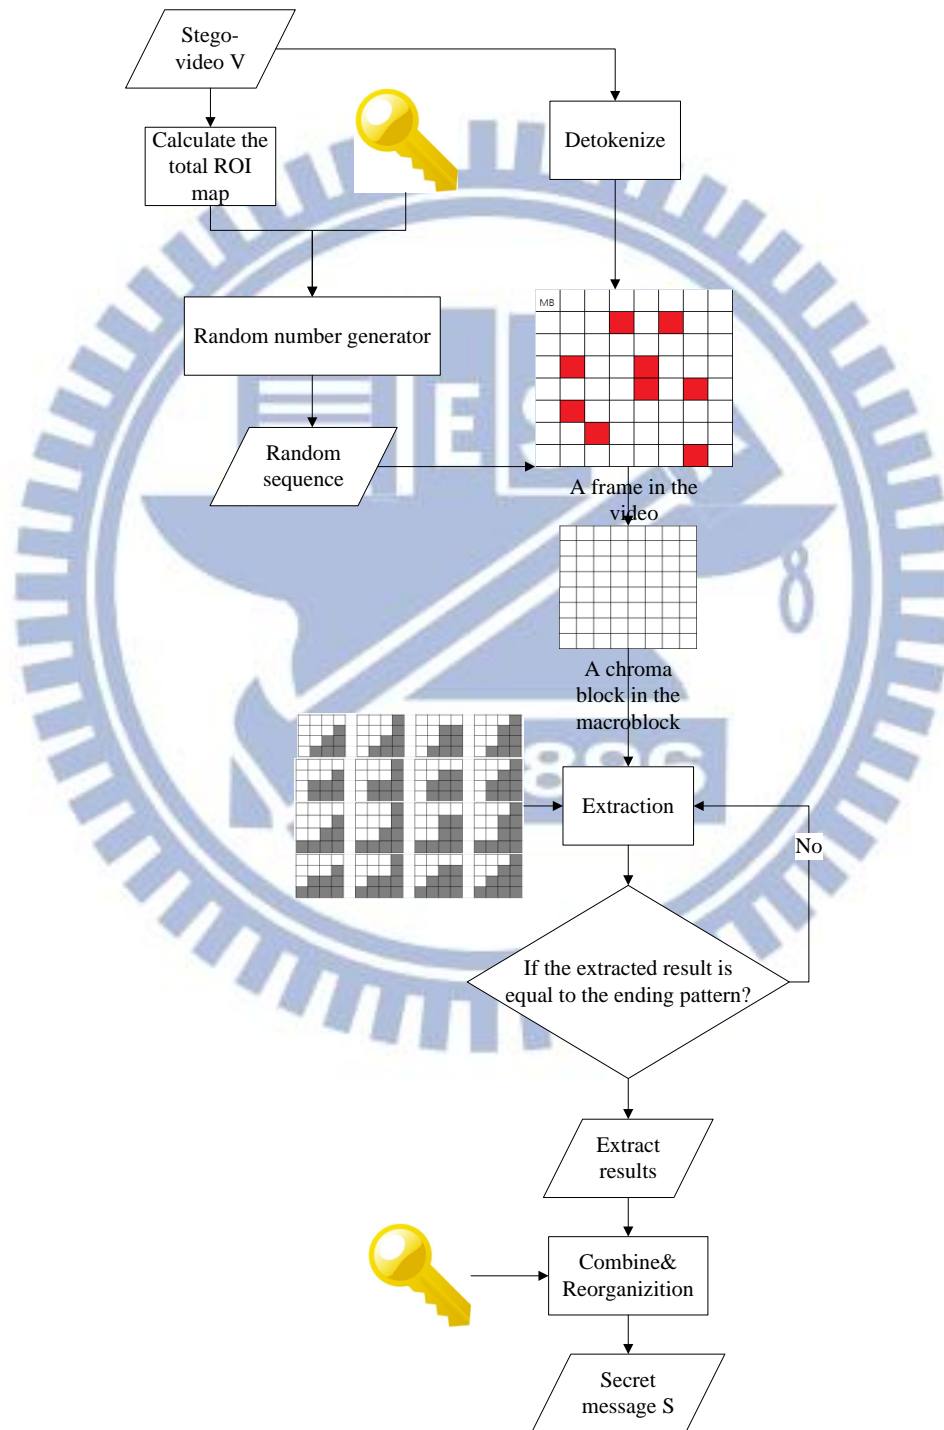 Stego-
video V
Calculate the
total ROI
map
Detokenize
Random number generator
MB
Random
sequence
A frame in the
video
A chroma
block in the
macroblock
Extraction
No
If the extracted result is
equal to the ending pattern?
Extract
results
Combine&
Reorganizition
Secret
message S
E S
896